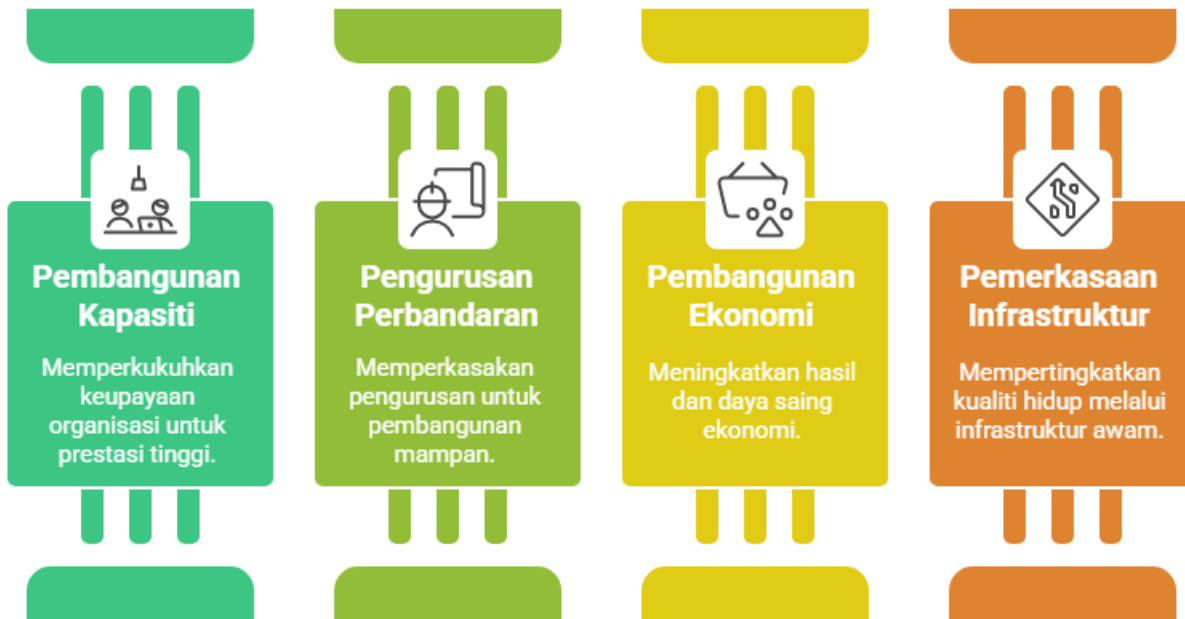 Pembangunan
Kapasiti
Memperkukuhkan
keupayaan
organisasi untuk
prestasi tinggi.
Pengurusan
Perbandaran
Memperkasakan
pengurusan untuk
pembangunan
mampan.
Pembangunan
Ekonomi
Meningkatkan hasil
dan daya saing
ekonomi.
Pemerkasaan
Infrastruktur
Mempertingkatkan
kualiti hidup melalui
infrastruktur awam.